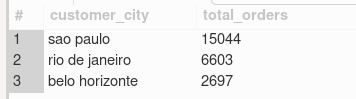 # customer_city total_orders
1 sao paulo 15044
2 rio de janeiro 6603
3 belo horizonte 2697